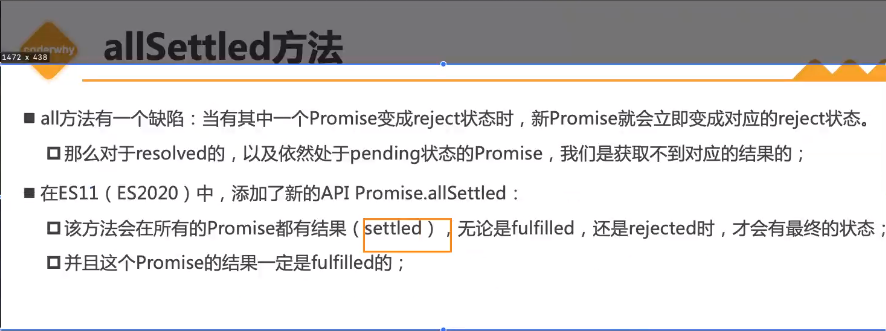 coderwhy
allSettled方法
1472 x 438
■ all方法有一个缺陷：当有其中一个Promise变成reject状态时，新Promise就会立即变成对应的reject状态。
❑ 那么对于resolved的，以及依然处于pending状态的Promise，我们是获取不到对应的结果的；
■ 在ES11（ES2020）中，添加了新的API Promise.allSettled：
❑ 该方法会在所有的Promise都有结果（settled），无论是fulfilled，还是rejected时，才会有最终的状态；
❑ 并且这个Promise的结果一定是fulfilled的；